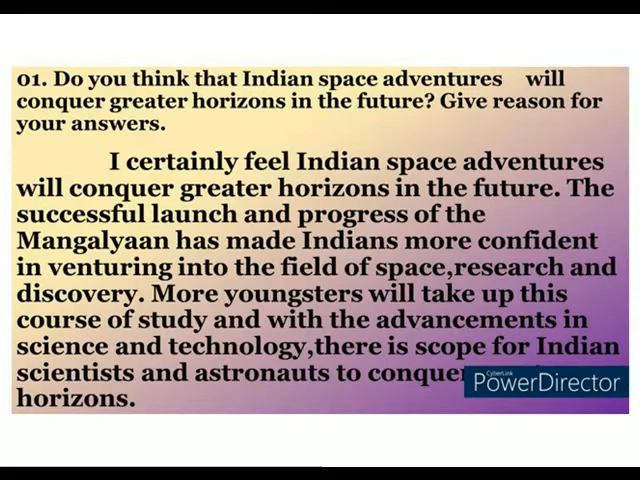 01. Do you think that Indian space adventures will
conquer greater horizons in the future? Give reason for
your answers.
I certainly feel Indian space adventures
will conquer greater horizons in the future. The
successful launch and progress of the
Mangalyaan has made Indians more confident
in venturing into the field of space,research and
discovery. More youngsters will take up this
course of study and with the advancements in
science and technology,there is scope for Indian
scientists and astronauts to conquer
horizons.
CyberLink
PowerDirector